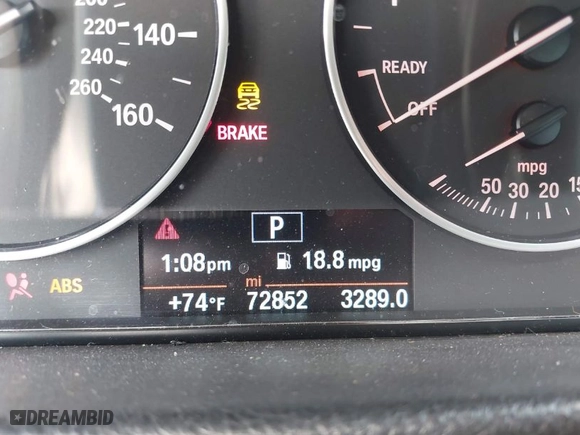 200
220
240
260
140
160
BRAKE
READY
OFF
mpg
50 30 20 15
P
1:08pm
18.8 mpg
mi
+74°F 72852 3289.0
ABS
DREAMBID